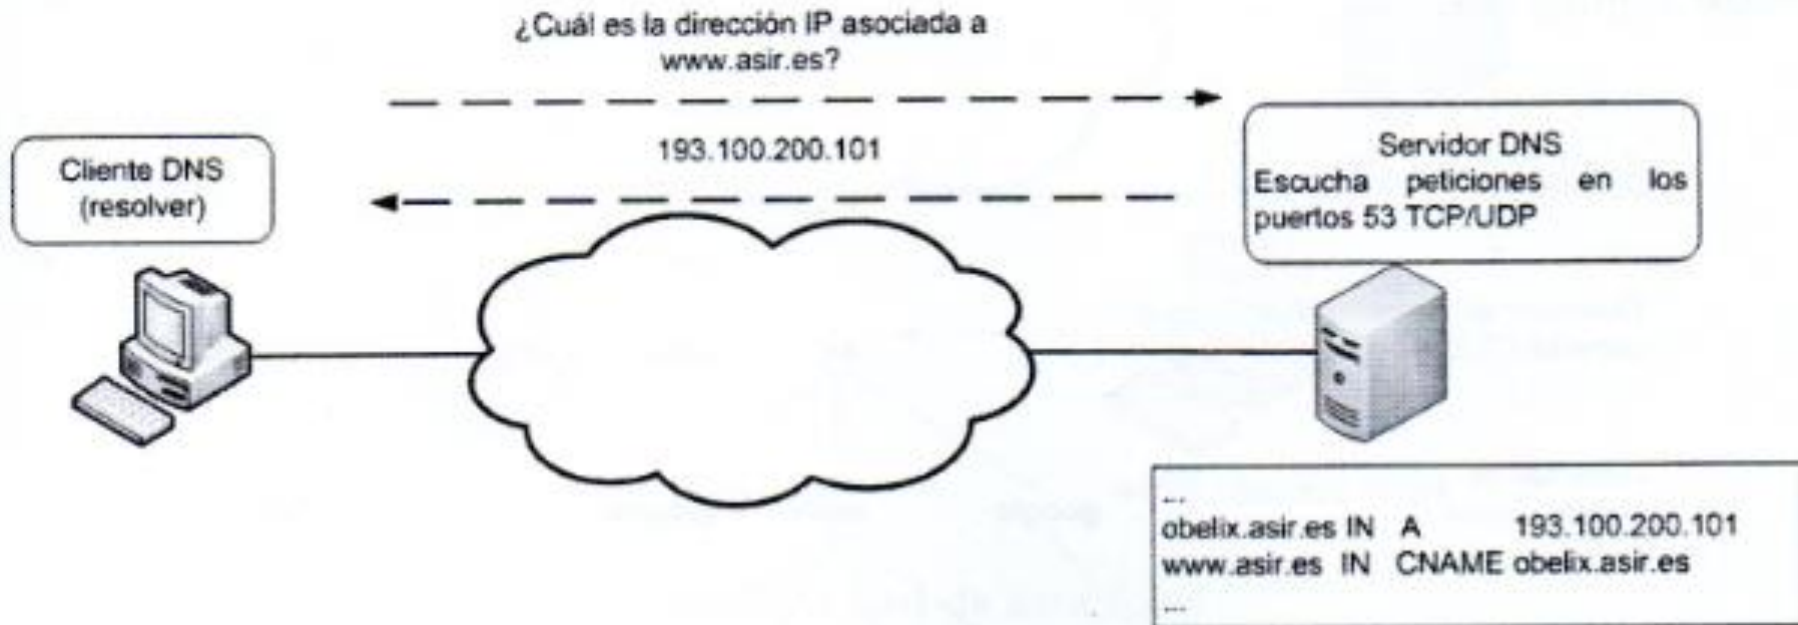 ¿Cuál es la dirección IP asociada a
www.asir.es?
193.100.200.101
Cliente DNS
(resolver)
Servidor DNS
Escucha peticiones en los
puertos 53 TCP/UDP
...
obelix.asir.es IN A 193.100.200.101
www.asir.es IN CNAME obelix.asir.es
...